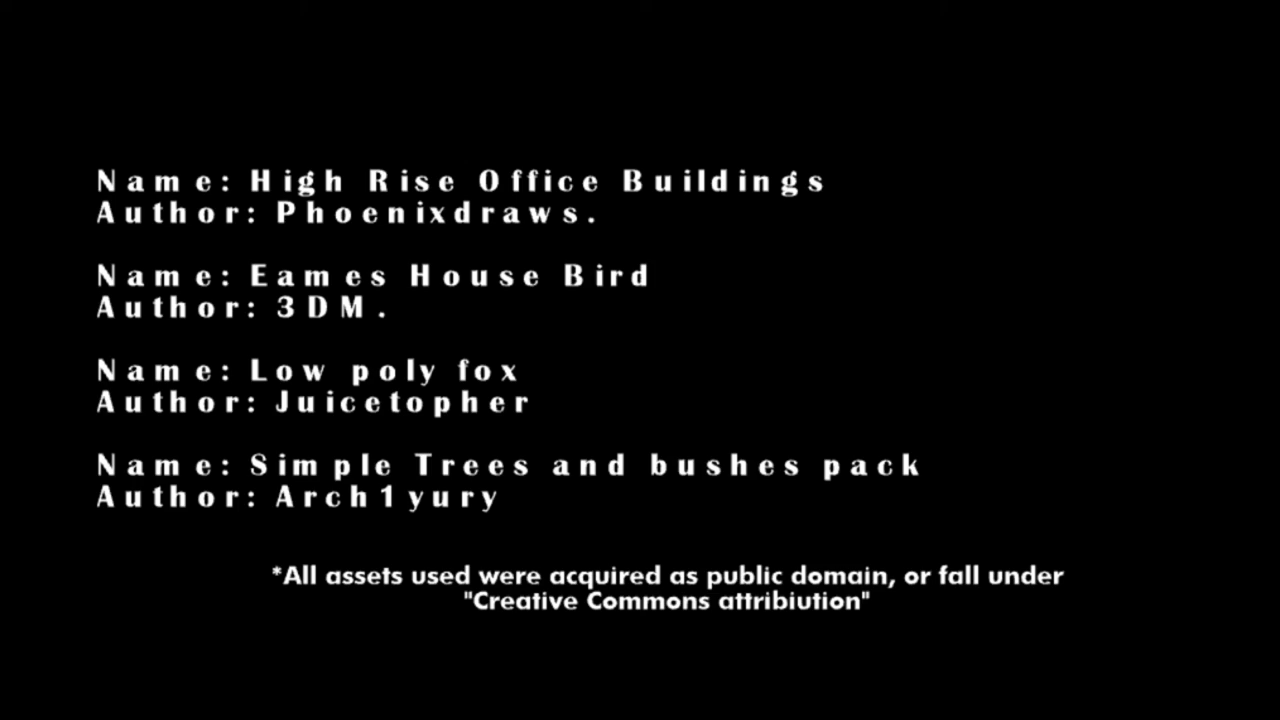 Name: High Rise Office Buildings
Author: Phoenixdraws.
Name: Eames House Bird
Author: 3DM.
Name: Low poly fox
Author: Juicetopher
Name: Simple Trees and bushes pack
Author: Arch1yury
*All assets used were acquired as public domain, or fall under
"Creative Commons attribiution"